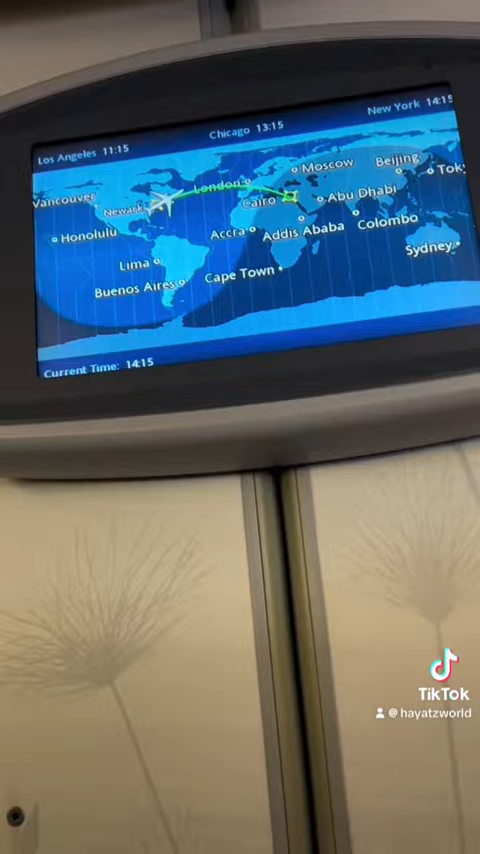 Los Angeles 11:15
Chicago 13:15
New York 14:15
Vancouver
Newark
London
Moscow
Beijing
Tok
Cairo
Abu Dhabi
Honolulu
Accra
Addis Ababa
Colombo
Lima
Sydney
Buenos Aires
Cape Town
Current Time: 14:15
TikTok
@hayatzworld